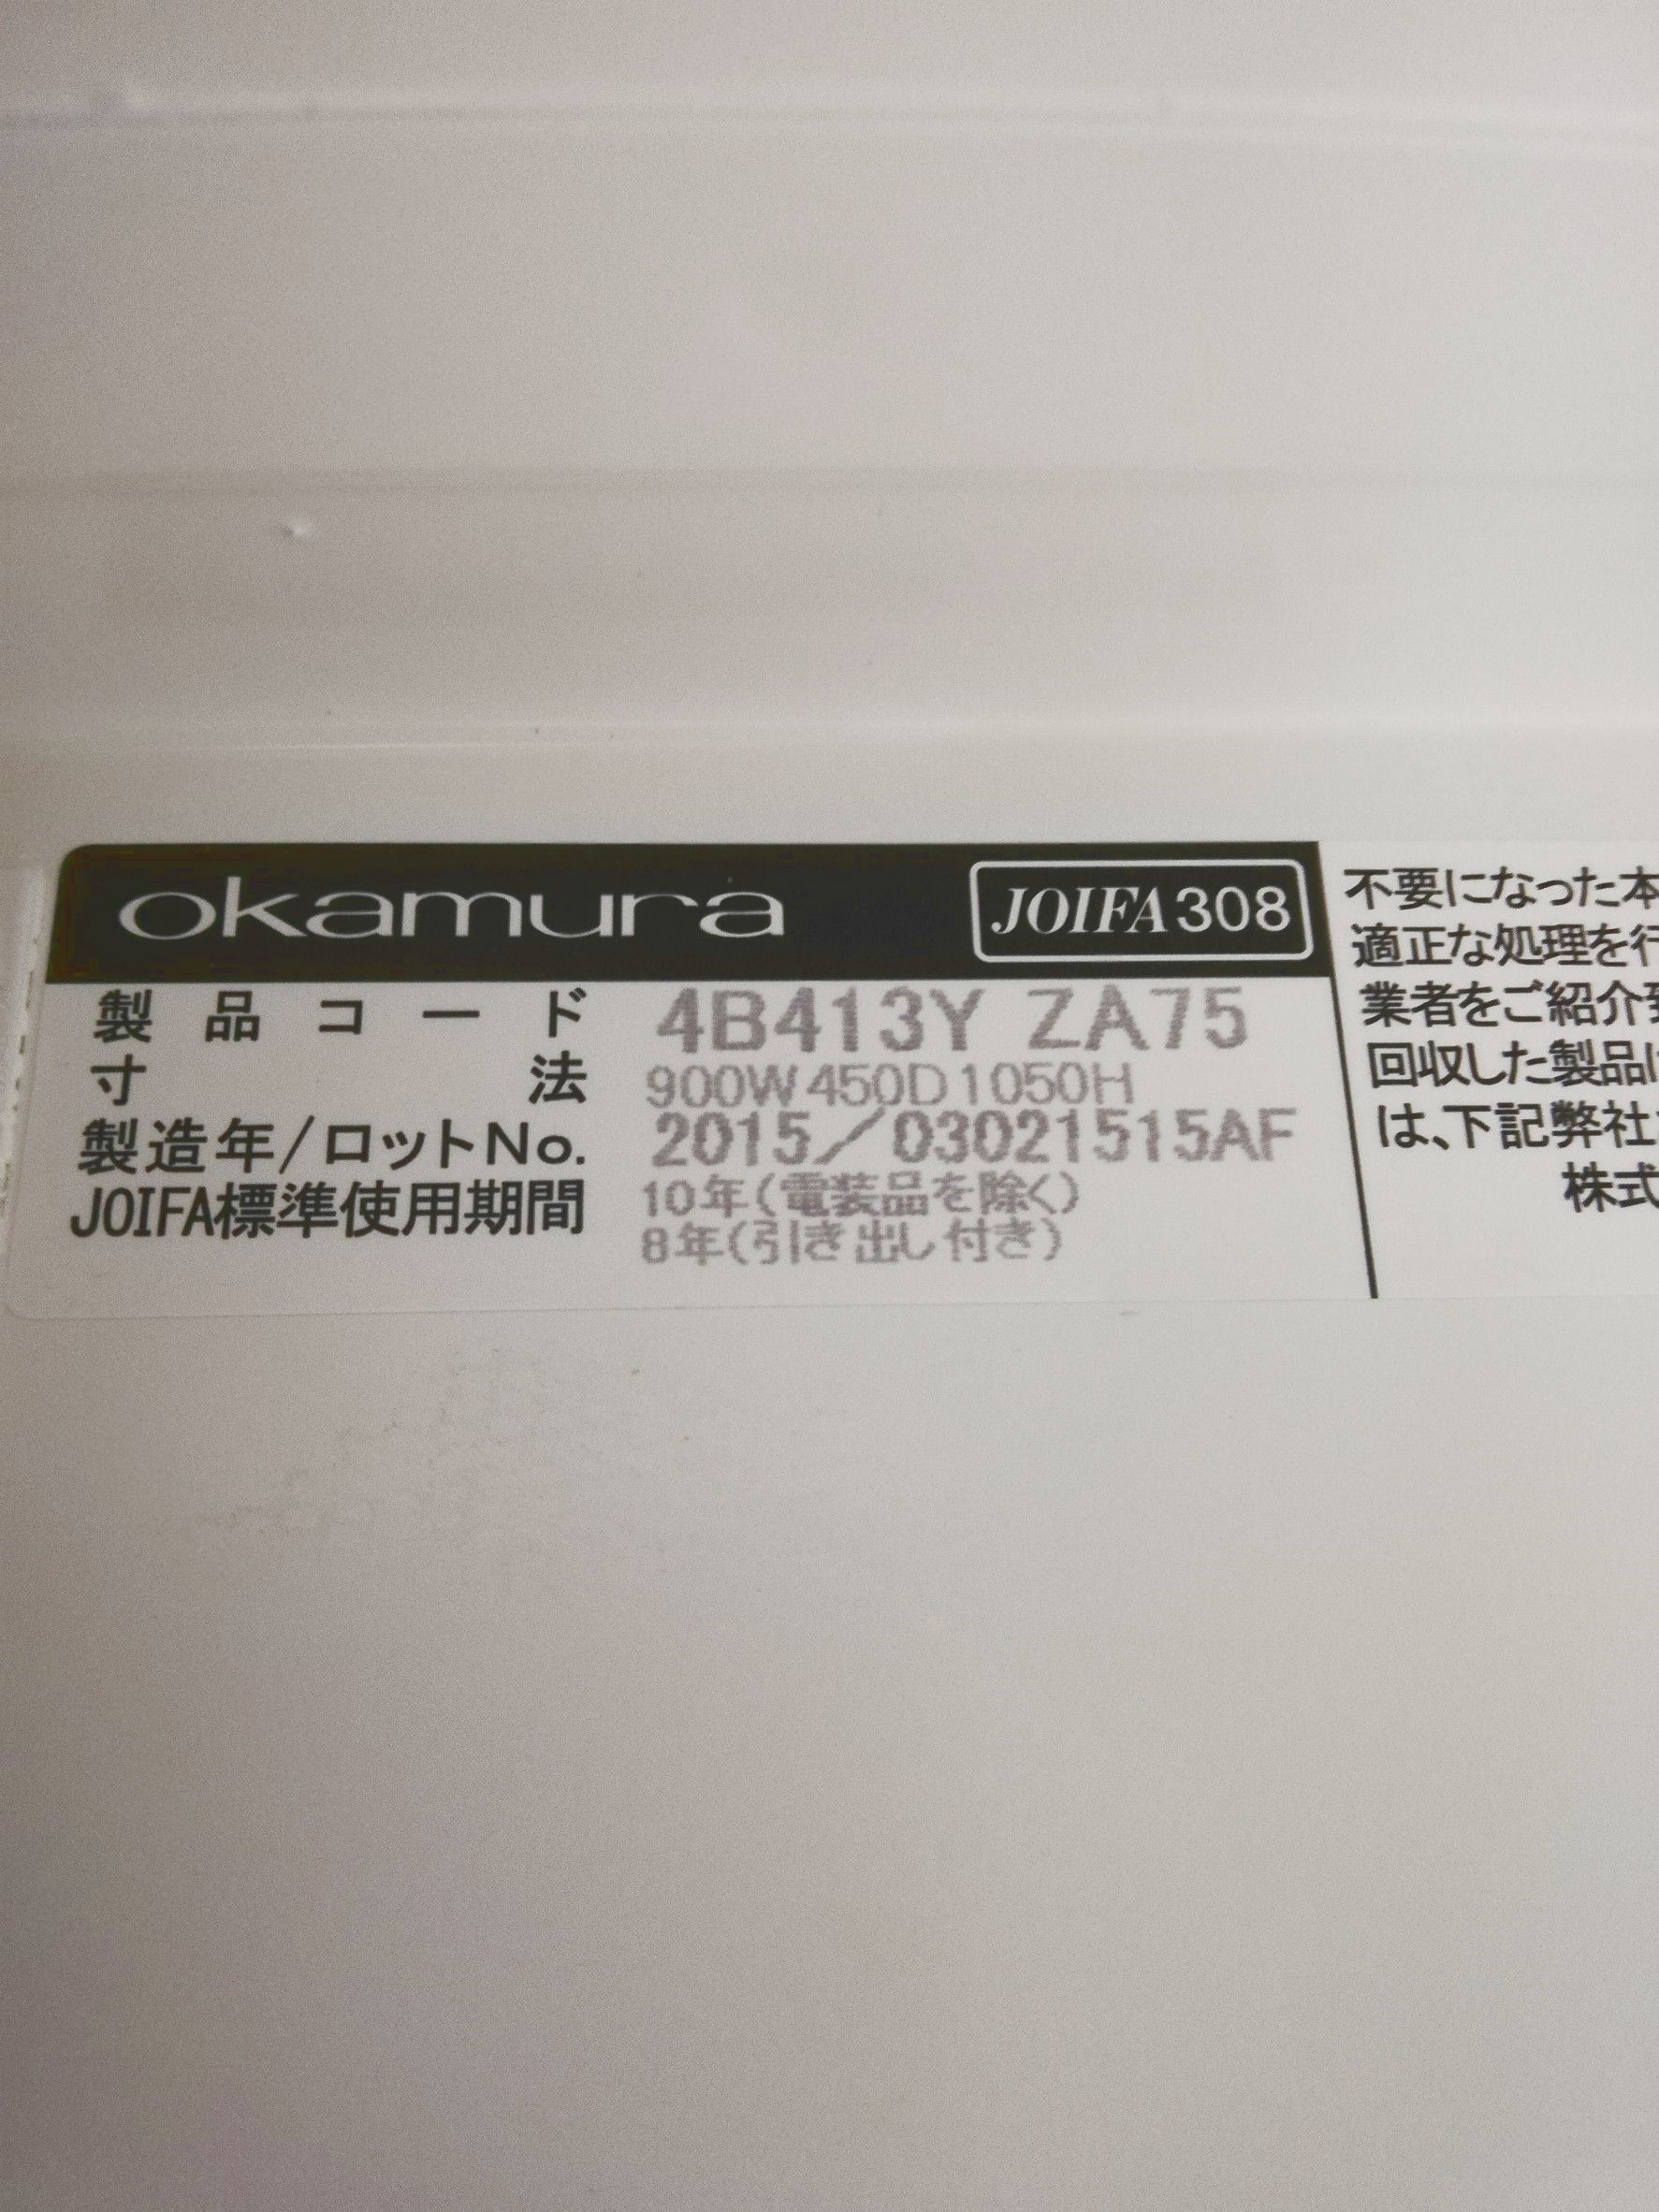 okamura JOIFA308
製品コード 4B413Y ZA75
寸法 900W450D1050H
製造年/ロットNo. 2015/03021515AF
JOIFA標準使用期間 10年(電装品を除く)
8年(引き出し付き)
不要になった本
適正な処理を行
業者をご紹介致
回収した製品は
は、下記弊社
株式